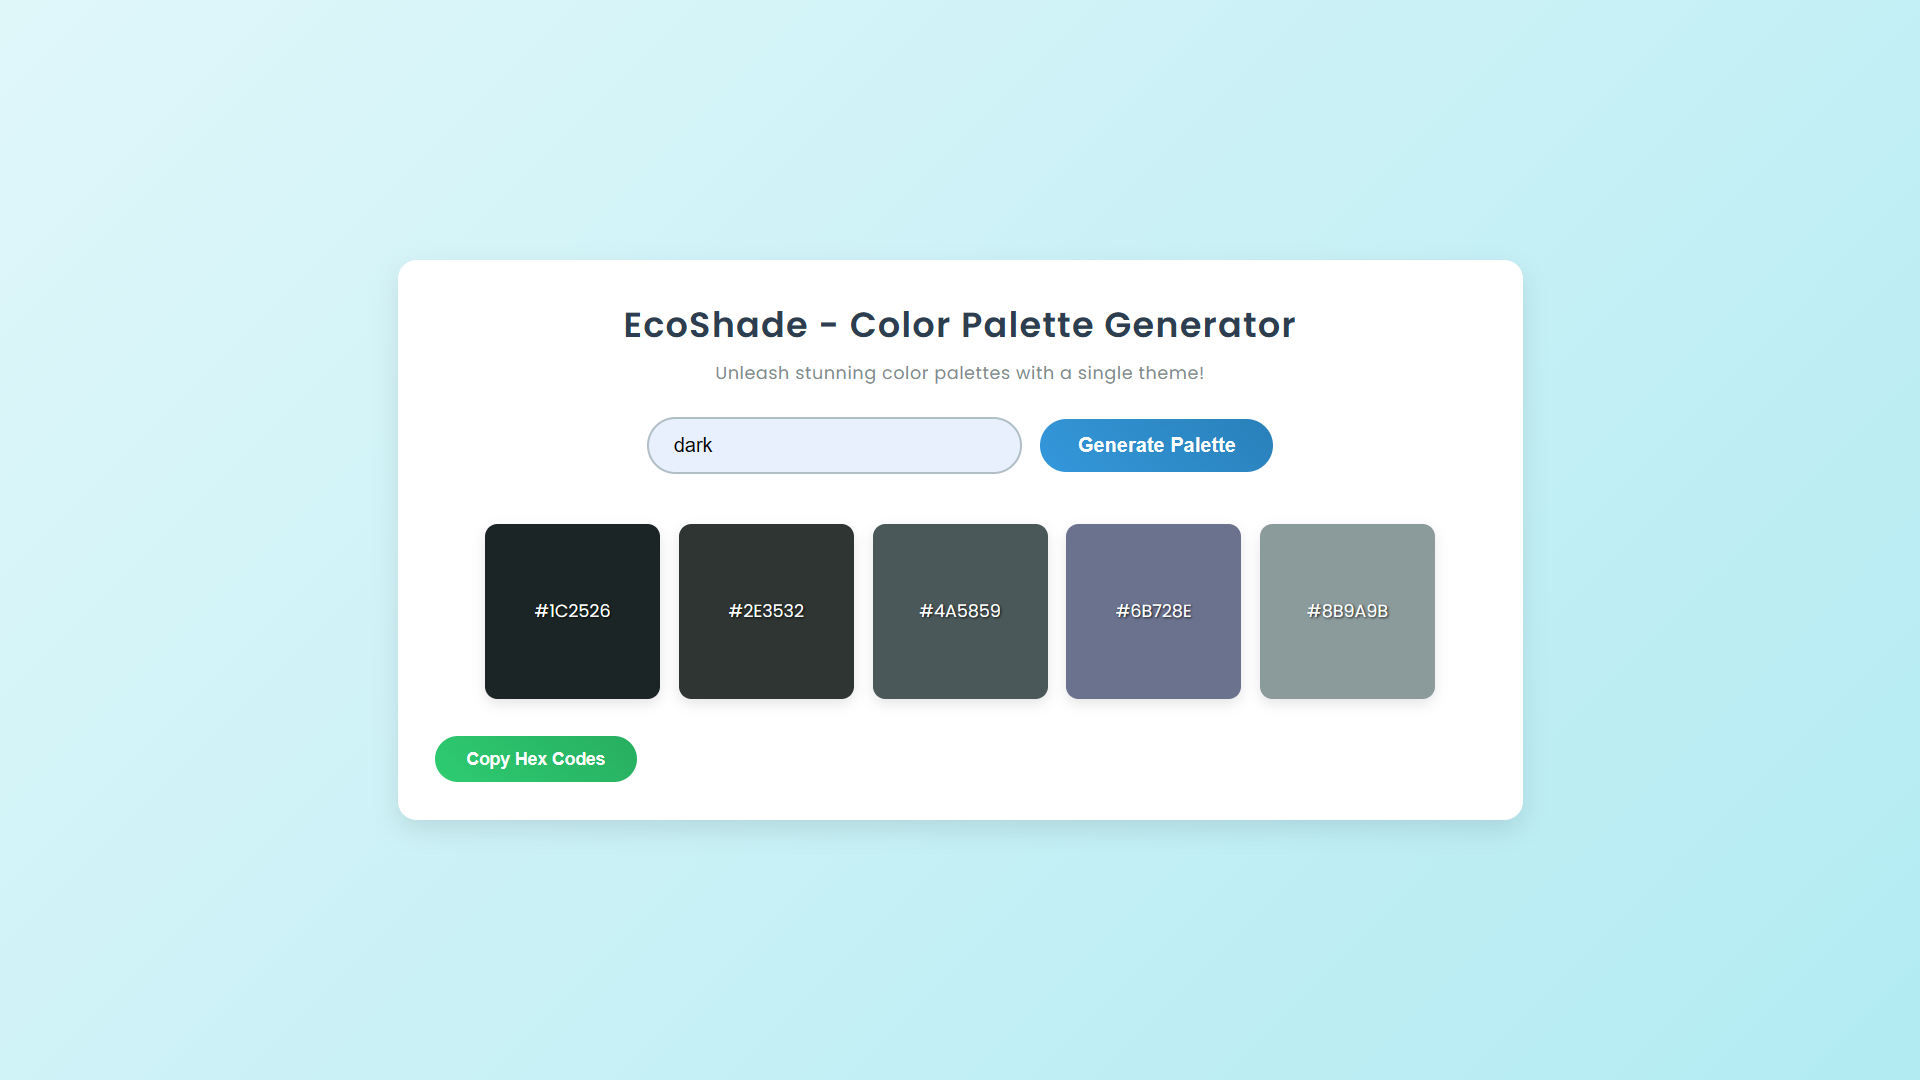 EcoShade - Color Palette Generator
Unleash stunning color palettes with a single theme!
dark
Generate Palette
#1C2526
#2E3532
#4A5859
#6B728E
#8B9A9B
Copy Hex Codes